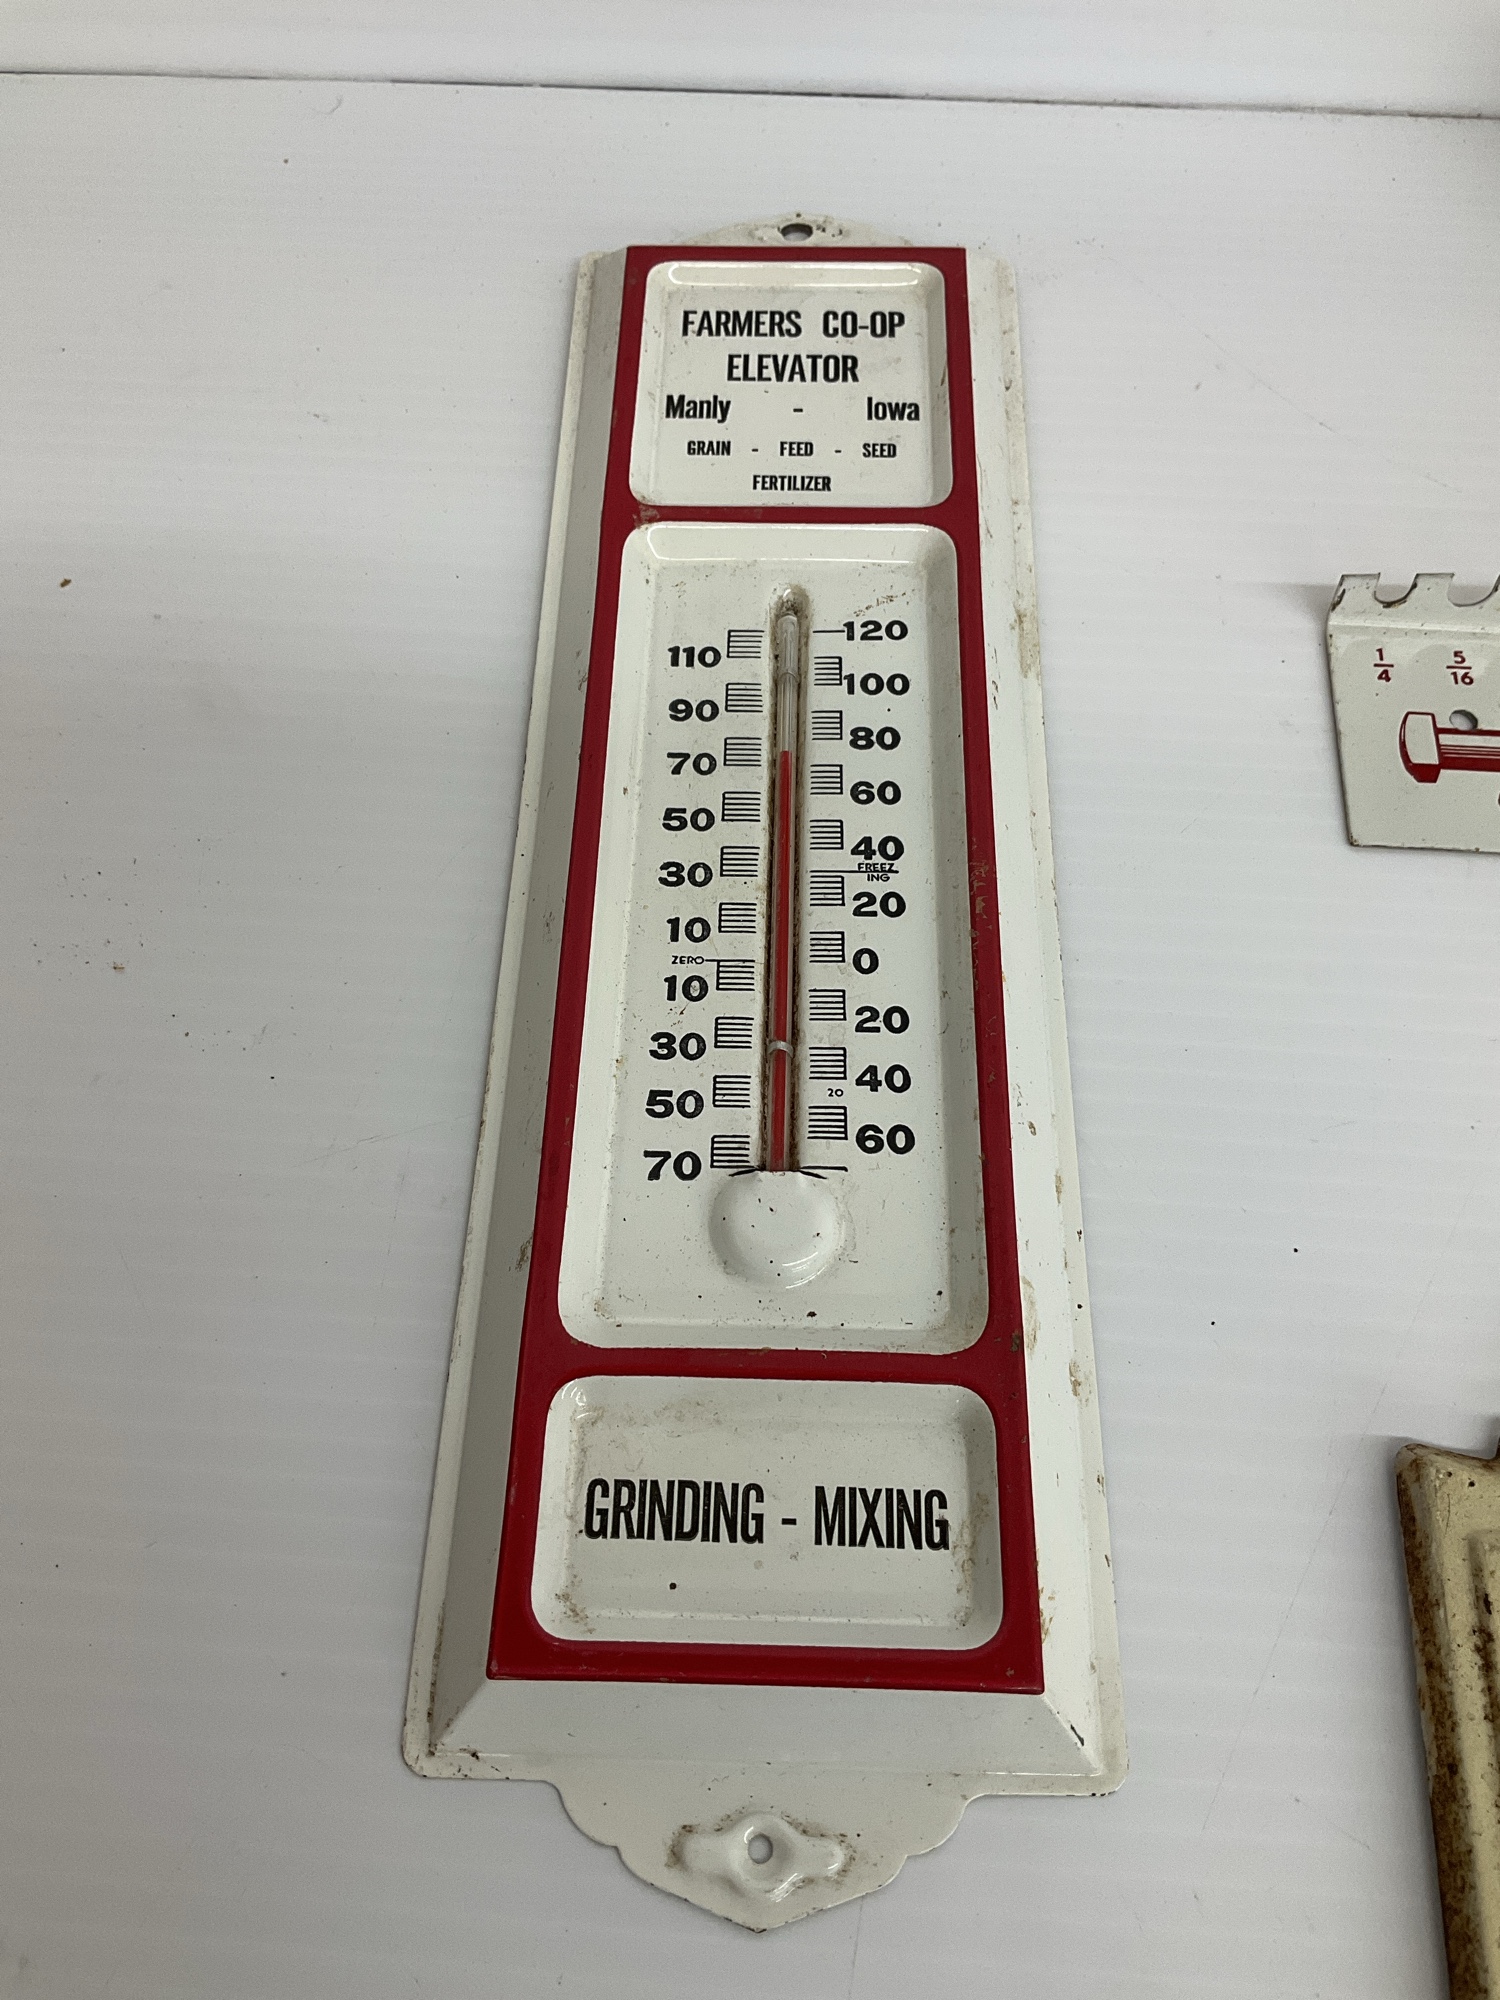 FARMERS CO-OP
ELEVATOR
Manly - Iowa
GRAIN - FEED - SEED
FERTILIZER
120
110
100
90
80
70
60
50
40
FREEZ
ING
30
20
10
ZERO
0
10
20
30
40
20
50
60
70
GRINDING - MIXING
1/4
5/16